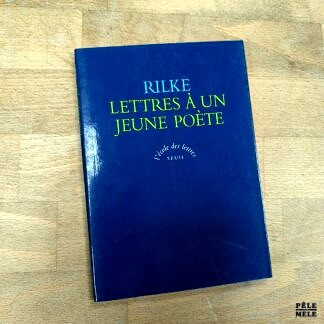 RILKE
LETTRES À UN
JEUNE POÈTE
l'école des lettres
SEUIL
PÊLE
MÊLE